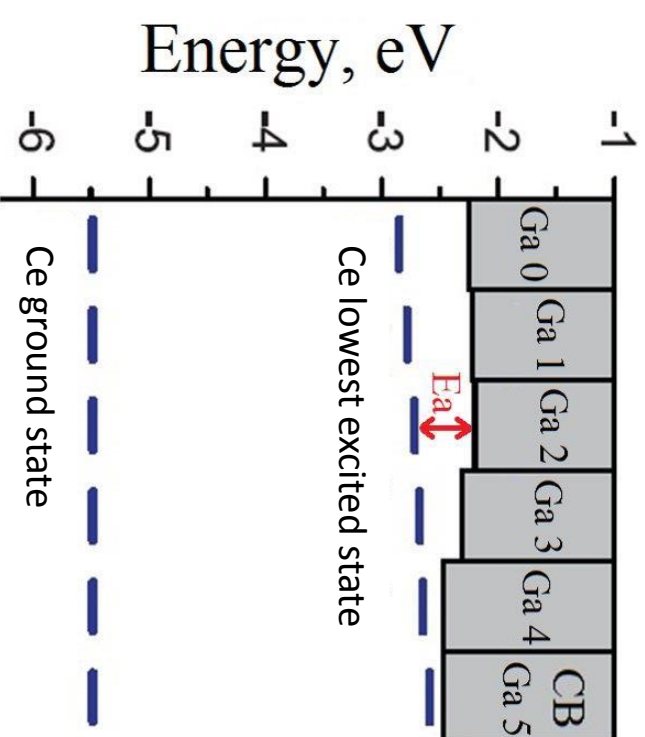 Energy, eV
-1
-2
-3
-4
-5
-6
Ga 0
Ga 1
Ga 2
Ga 3
Ga 4
CB
Ga 5
Ea
Ce lowest excited state
Ce ground state